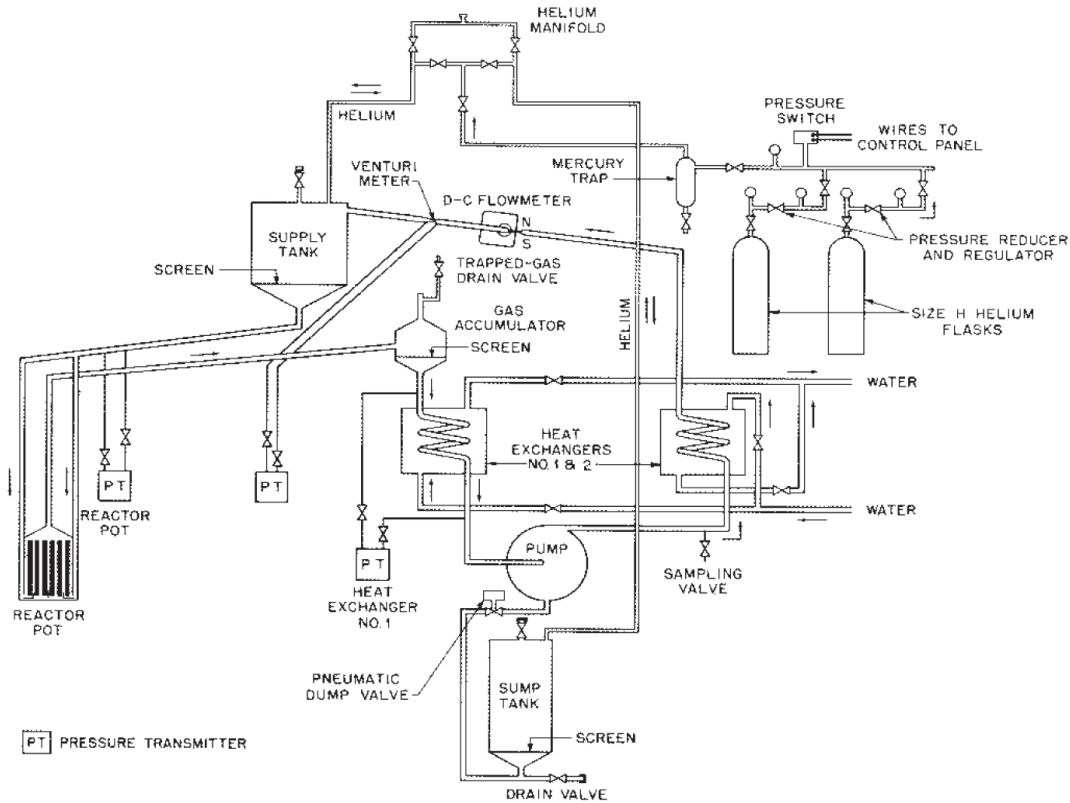 HELIUM
MANIFOLD
HELIUM
PRESSURE
SWITCH
WIRES TO
CONTROL PANEL
VENTURI
METER
MERCURY
TRAP
D-C FLOWMETER
N
S
SUPPLY
TANK
SCREEN
TRAPPED-GAS
DRAIN VALVE
PRESSURE REDUCER
AND REGULATOR
GAS
ACCUMULATOR
SCREEN
HELIUM
SIZE H HELIUM
FLASKS
WATER
HEAT
EXCHANGERS
NO.1 & 2
PT
REACTOR
POT
PT
WATER
PUMP
PT
HEAT
EXCHANGER
NO.1
SAMPLING
VALVE
REACTOR
POT
PNEUMATIC
DUMP VALVE
SUMP
TANK
PT PRESSURE TRANSMITTER
SCREEN
DRAIN VALVE